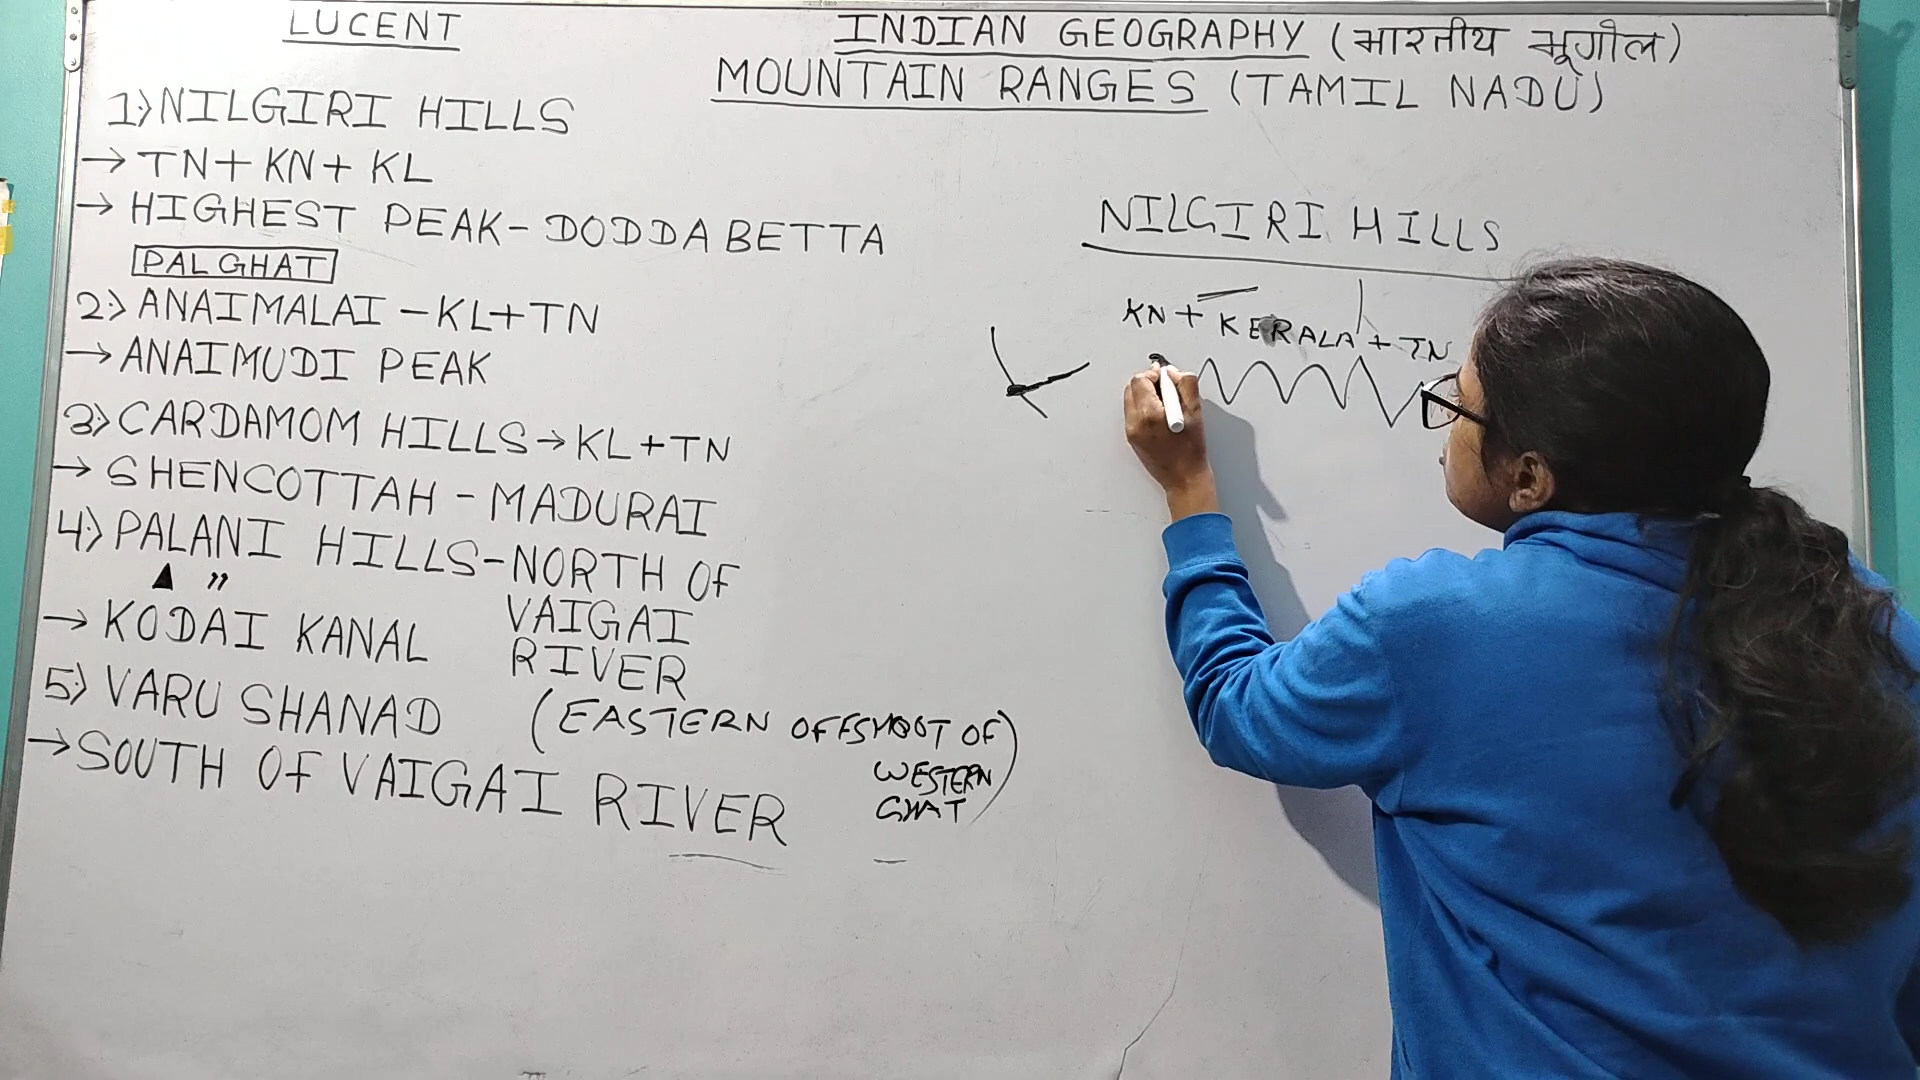 LUCENT
INDIAN GEOGRAPHY (भारतीय भूगोल)
MOUNTAIN RANGES (TAMIL NADU)
1) NILGIRI HILLS
→ TN + KN + KL
→ HIGHEST PEAK - DODDA BETTA
PALGHAT
2) ANAIMALAI - KL + TN
→ ANAIMUDI PEAK
3) CARDAMOM HILLS → KL + TN
→ SHENCOTTAH - MADURAI
4) PALANI HILLS - NORTH OF
VAIGAI
RIVER
▲ "
→ KODAI KANAL
5) VARU SHANAD
(EASTERN OFFSHOOT OF
WESTERN
GHAT)
→ SOUTH OF VAIGAI RIVER
NILGIRI HILLS
KN + KERALA + TN